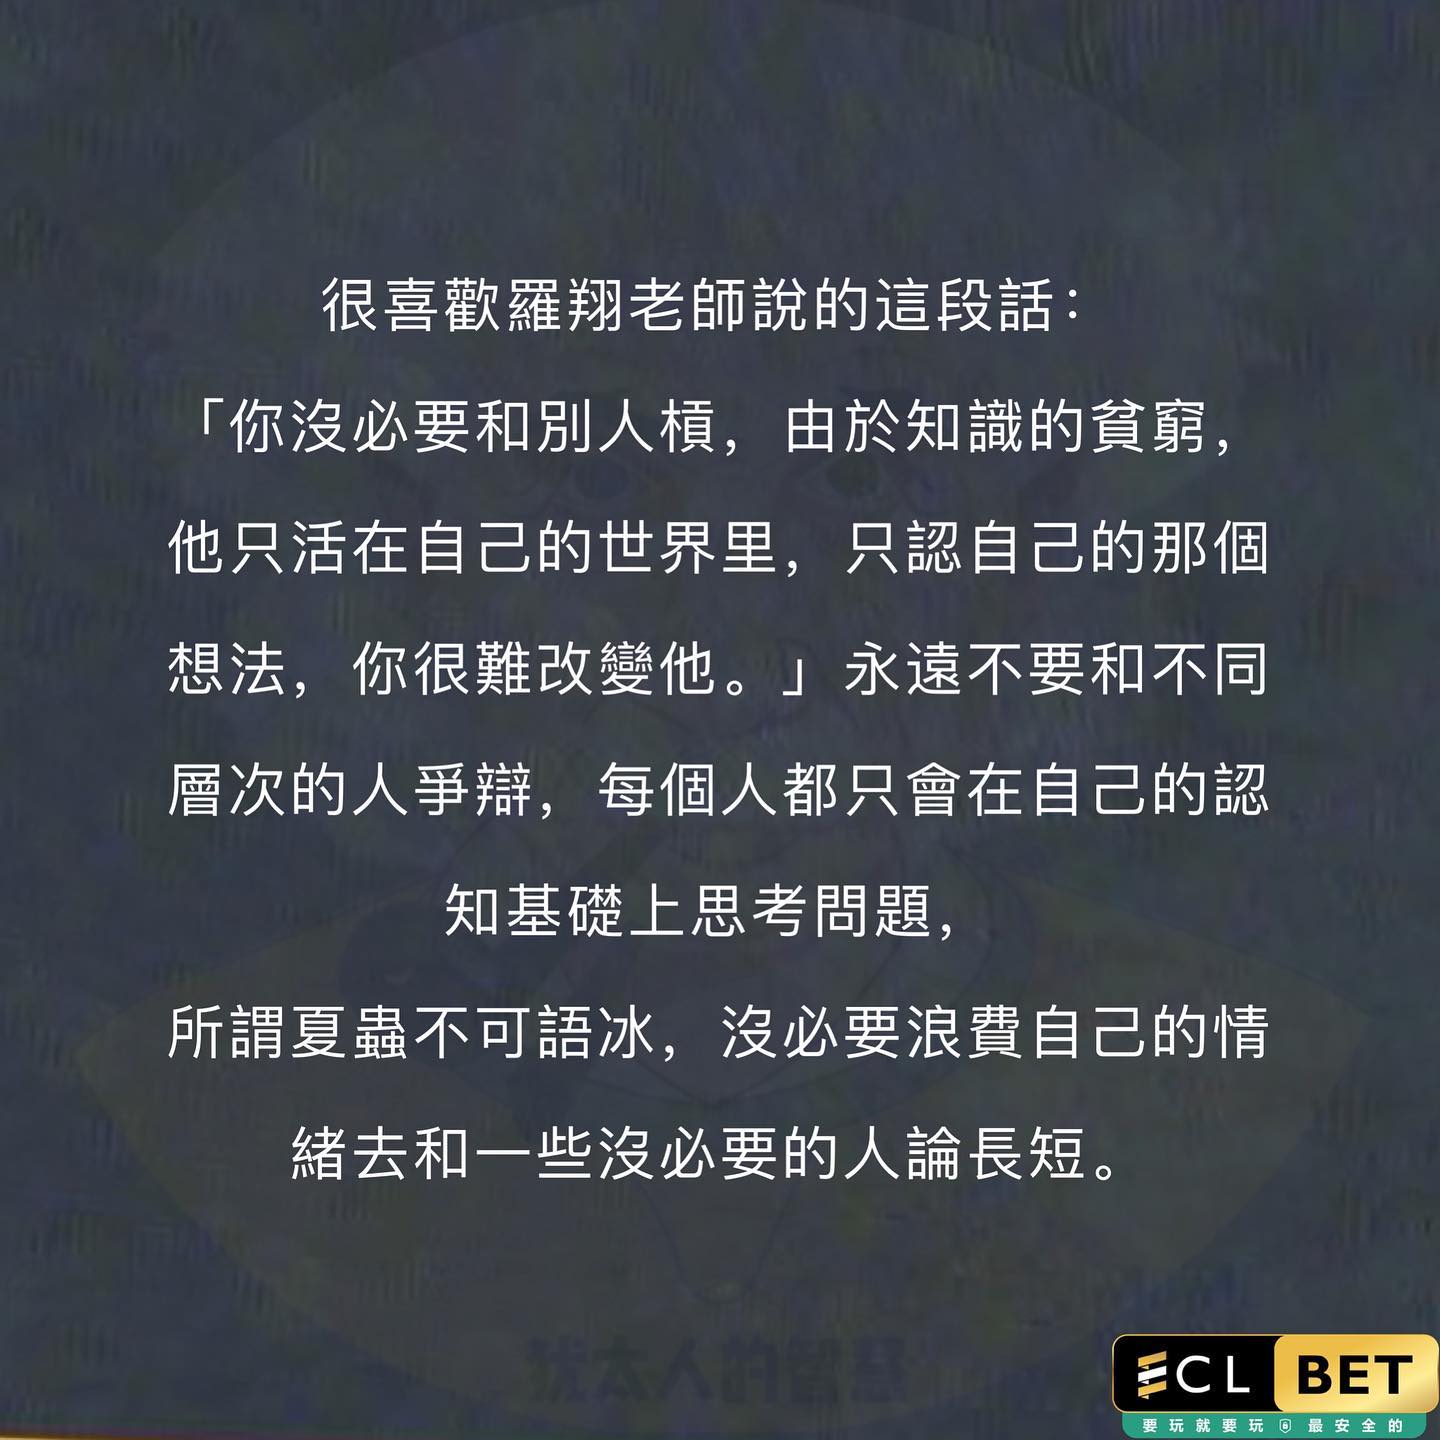 很喜歡羅翔老師說的這段話：
「你沒必要和別人槓，由於知識的貧窮，
他只活在自己的世界里，只認自己的那個
想法，你很難改變他。」永遠不要和不同
層次的人爭辯，每個人都只會在自己的認
知基礎上思考問題，
所謂夏蟲不可語冰，沒必要浪費自己的情
緒去和一些沒必要的人論長短。
犹太人的智慧
ECL BET
要玩就要玩 最安全的